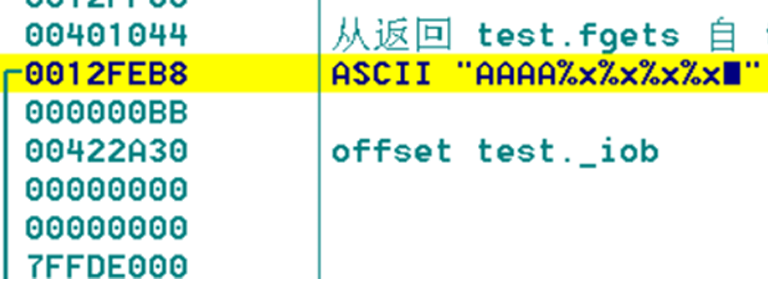 00401044 从返回 test.fgets 自
0012FEB8 ASCII "AAAA%x%x%x%x■"
000000BB
00422A30 offset test._iob
00000000
00000000
7FFDE000